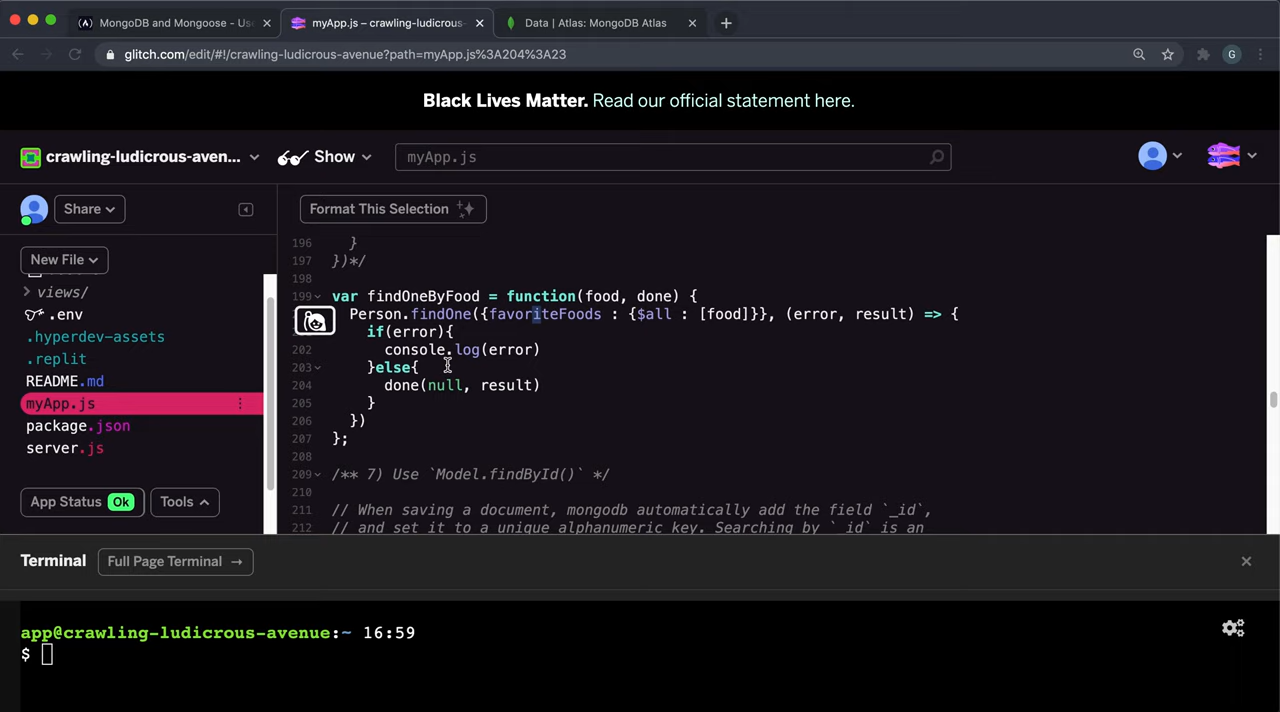 MongoDB and Mongoose - Use
myApp.js – crawling-ludicrous-
Data | Atlas: MongoDB Atlas
glitch.com/edit/#!/crawling-ludicrous-avenue?path=myApp.js%3A204%3A23
G
Black Lives Matter. Read our official statement here.
crawling-ludicrous-aven...
Show
myApp.js
Share
Format This Selection
New File
views/
.env
.hyperdev-assets
.replit
README.md
myApp.js
package.json
server.js
App Status Ok
Tools
196 }
197 })*/
198
199 var findOneByFood = function(food, done) {
Person.findOne({favoriteFoods : {$all : [food]}}, (error, result) => {
if(error){
202 console.log(error)
203 }else{
204 done(null, result)
205 }
206 })
207 };
208
209 /** 7) Use `Model.findById()` */
210
211 // When saving a document, mongodb automatically add the field `_id`,
212 // and set it to a unique alphanumeric key. Searching by `_id` is an
Terminal
Full Page Terminal →
app@crawling-ludicrous-avenue:~ 16:59
$